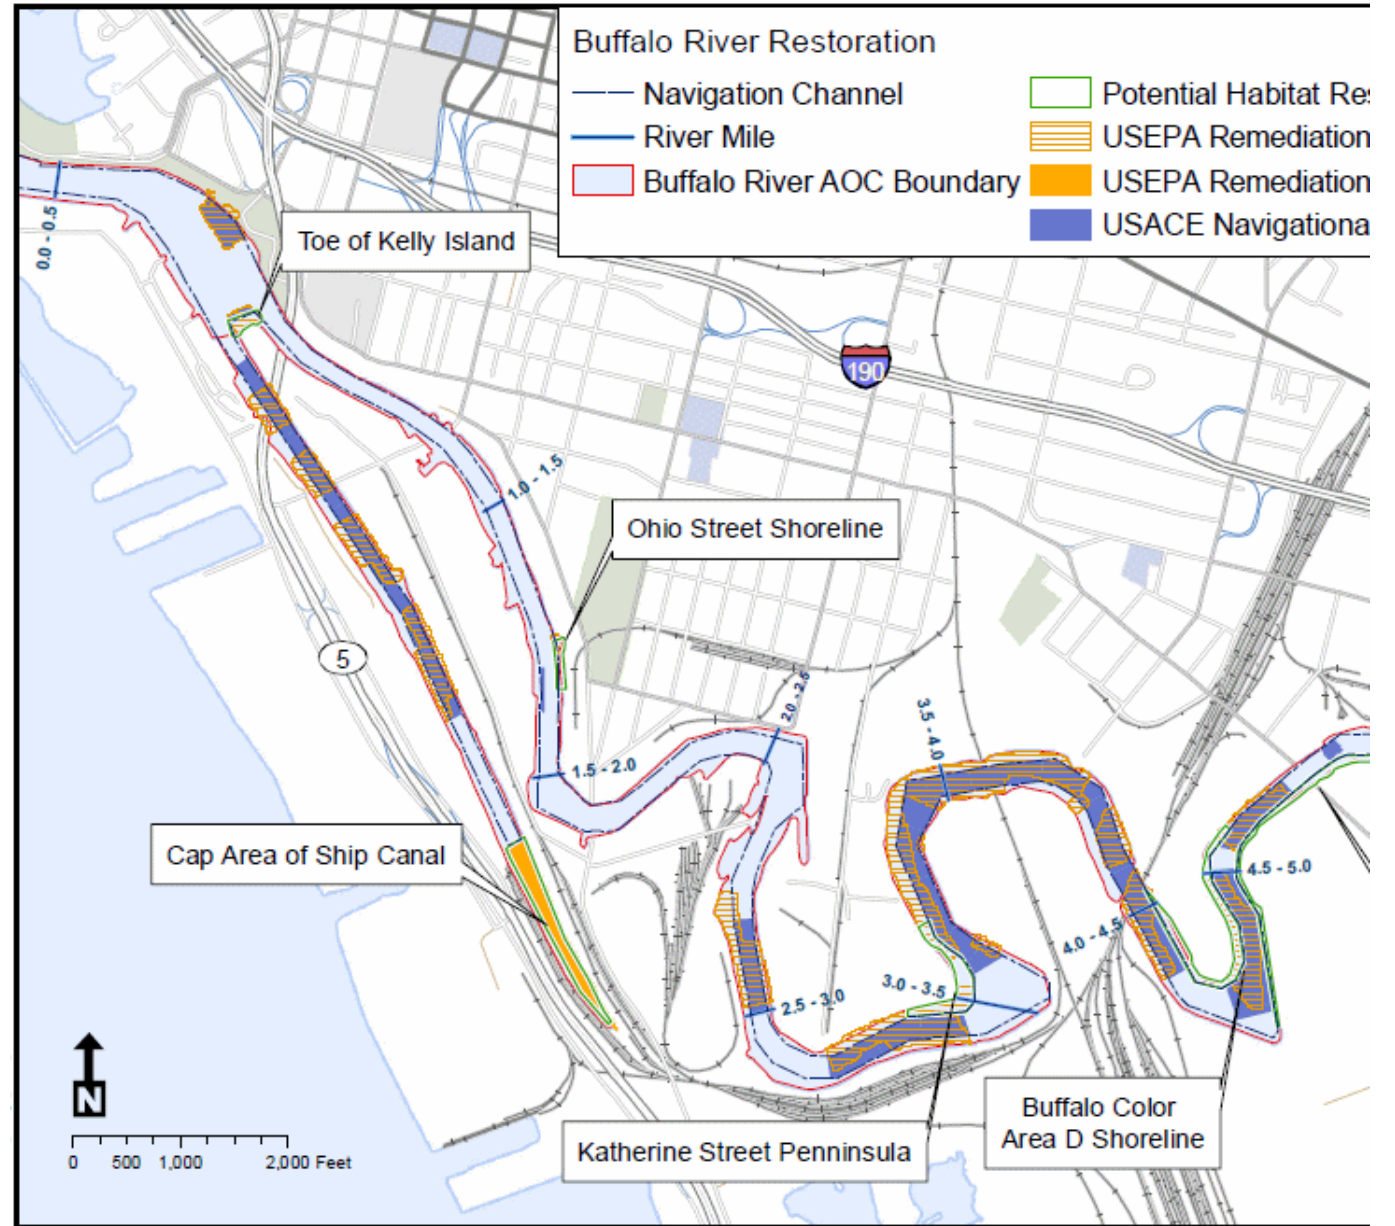 Buffalo River Restoration
Navigation Channel
River Mile
Buffalo River AOC Boundary
Potential Habitat Res
USEPA Remediation
USEPA Remediation
USACE Navigationa
0.0 - 0.5
Toe of Kelly Island
190
1.0 - 1.5
Ohio Street Shoreline
5
2.0 - 2.5
3.5 - 4.0
1.5 - 2.0
Cap Area of Ship Canal
4.5 - 5.0
4.0 - 4.5
3.0 - 3.5
2.5 - 3.0
N
0 500 1,000 2,000 Feet
Katherine Street Penninsula
Buffalo Color
Area D Shoreline